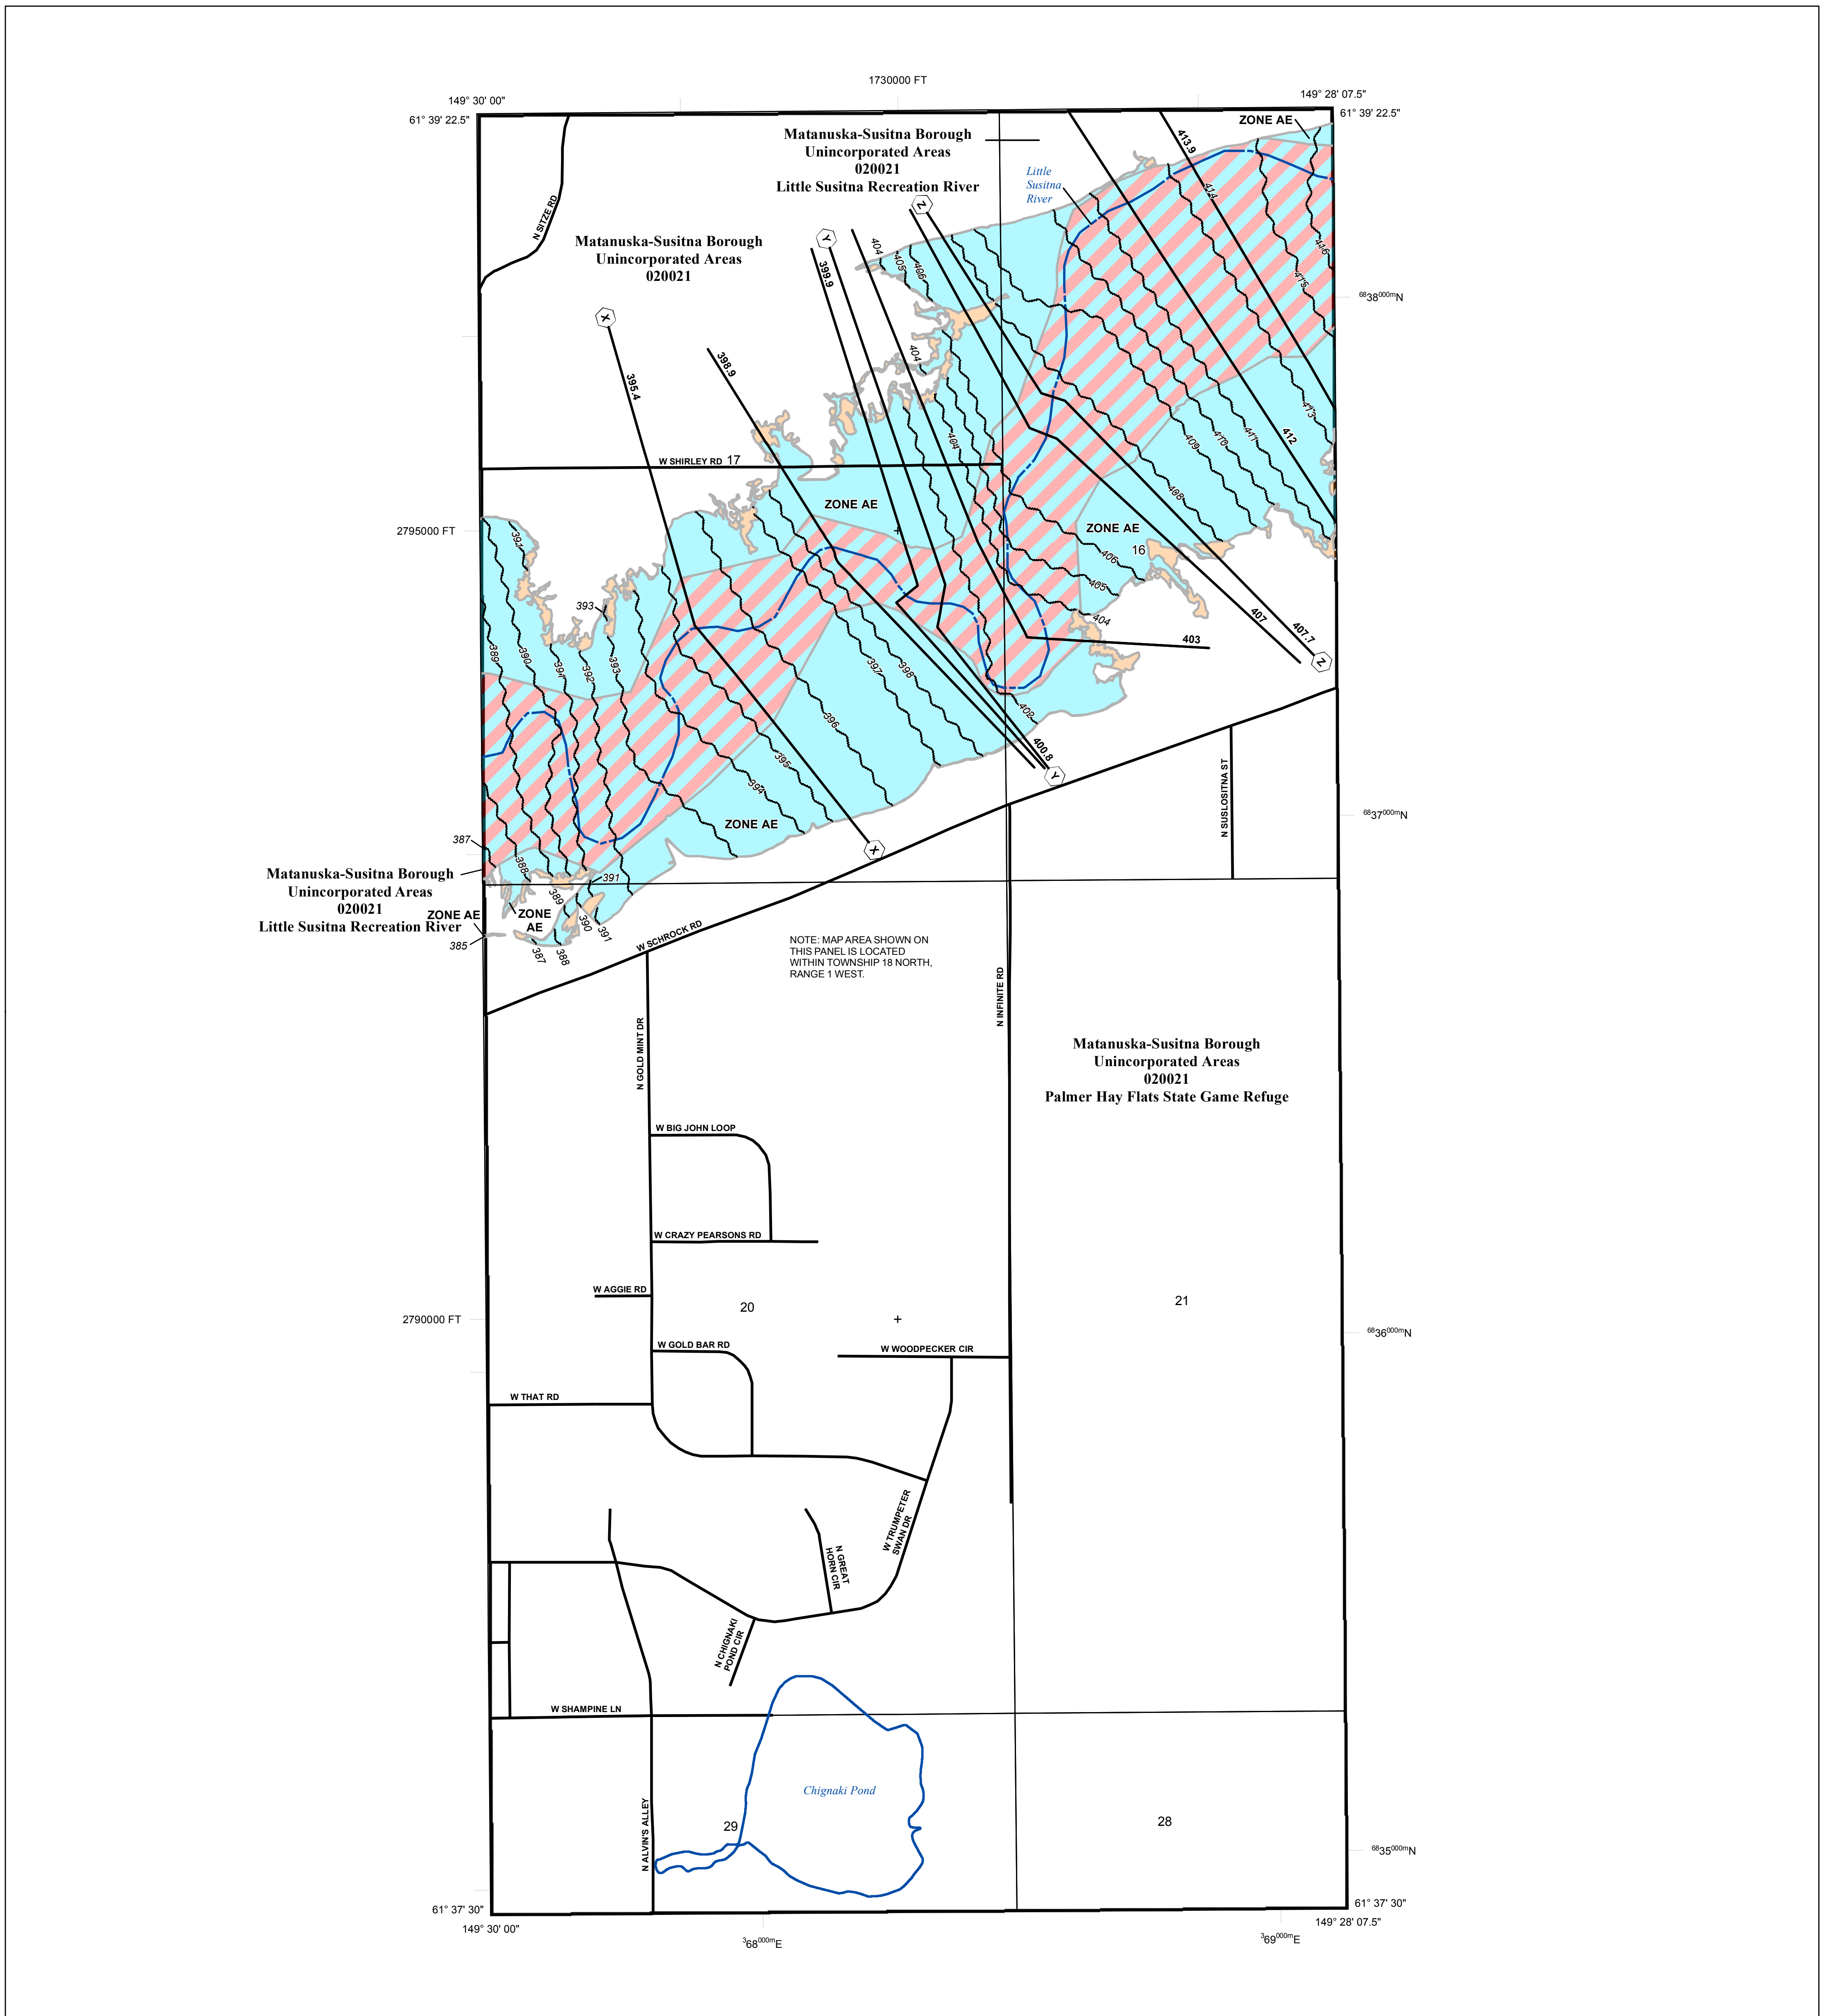 1730000 FT
149° 30' 00"
149° 28' 07.5"
61° 39' 22.5"
61° 39' 22.5"
ZONE AE
Matanuska-Susitna Borough
Unincorporated Areas
020021
Little Susitna Recreation River
413.9
Little
Susitna
River
N SITZE RD
414
Z
Matanuska-Susitna Borough
Unincorporated Areas
020021
Y
399.9
404
405
406
416
415
6838000mN
X
404
398.9
395.4
413
412
404
409
410
411
W SHIRLEY RD
17
408
ZONE AE
2795000 FT
ZONE AE
16
391
406
405
393
404
403
407
407.7
Z
389
390
391
392
393
397
398
396
402
400.8
Y
395
394
N SUSLOSITNA ST
6837000mN
ZONE AE
387
X
388
391
Matanuska-Susitna Borough
Unincorporated Areas
020021
Little Susitna Recreation River
ZONE AE
385
ZONE
AE
389
390
391
387
388
W SCHROCK RD
NOTE: MAP AREA SHOWN ON
THIS PANEL IS LOCATED
WITHIN TOWNSHIP 18 NORTH,
RANGE 1 WEST.
N INFINITE RD
N GOLD MINT DR
Matanuska-Susitna Borough
Unincorporated Areas
020021
Palmer Hay Flats State Game Refuge
W BIG JOHN LOOP
W CRAZY PEARSONS RD
W AGGIE RD
20
21
2790000 FT
6836000mN
W GOLD BAR RD
W WOODPECKER CIR
W THAT RD
W TRUMPETER
SWAN DR
N GREAT
HORN CIR
N CHIGNAKI
POND CIR
W SHAMPINE LN
Chignaki Pond
N ALVIN'S ALLEY
29
28
6835000mN
61° 37' 30"
61° 37' 30"
149° 30' 00"
149° 28' 07.5"
368000mE
369000mE